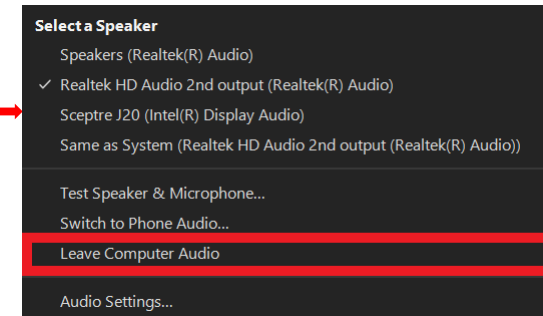 Select a Speaker
Speakers (Realtek(R) Audio)
Realtek HD Audio 2nd output (Realtek(R) Audio)
Sceptre J20 (Intel(R) Display Audio)
Same as System (Realtek HD Audio 2nd output (Realtek(R) Audio))
Test Speaker & Microphone...
Switch to Phone Audio...
Leave Computer Audio
Audio Settings...